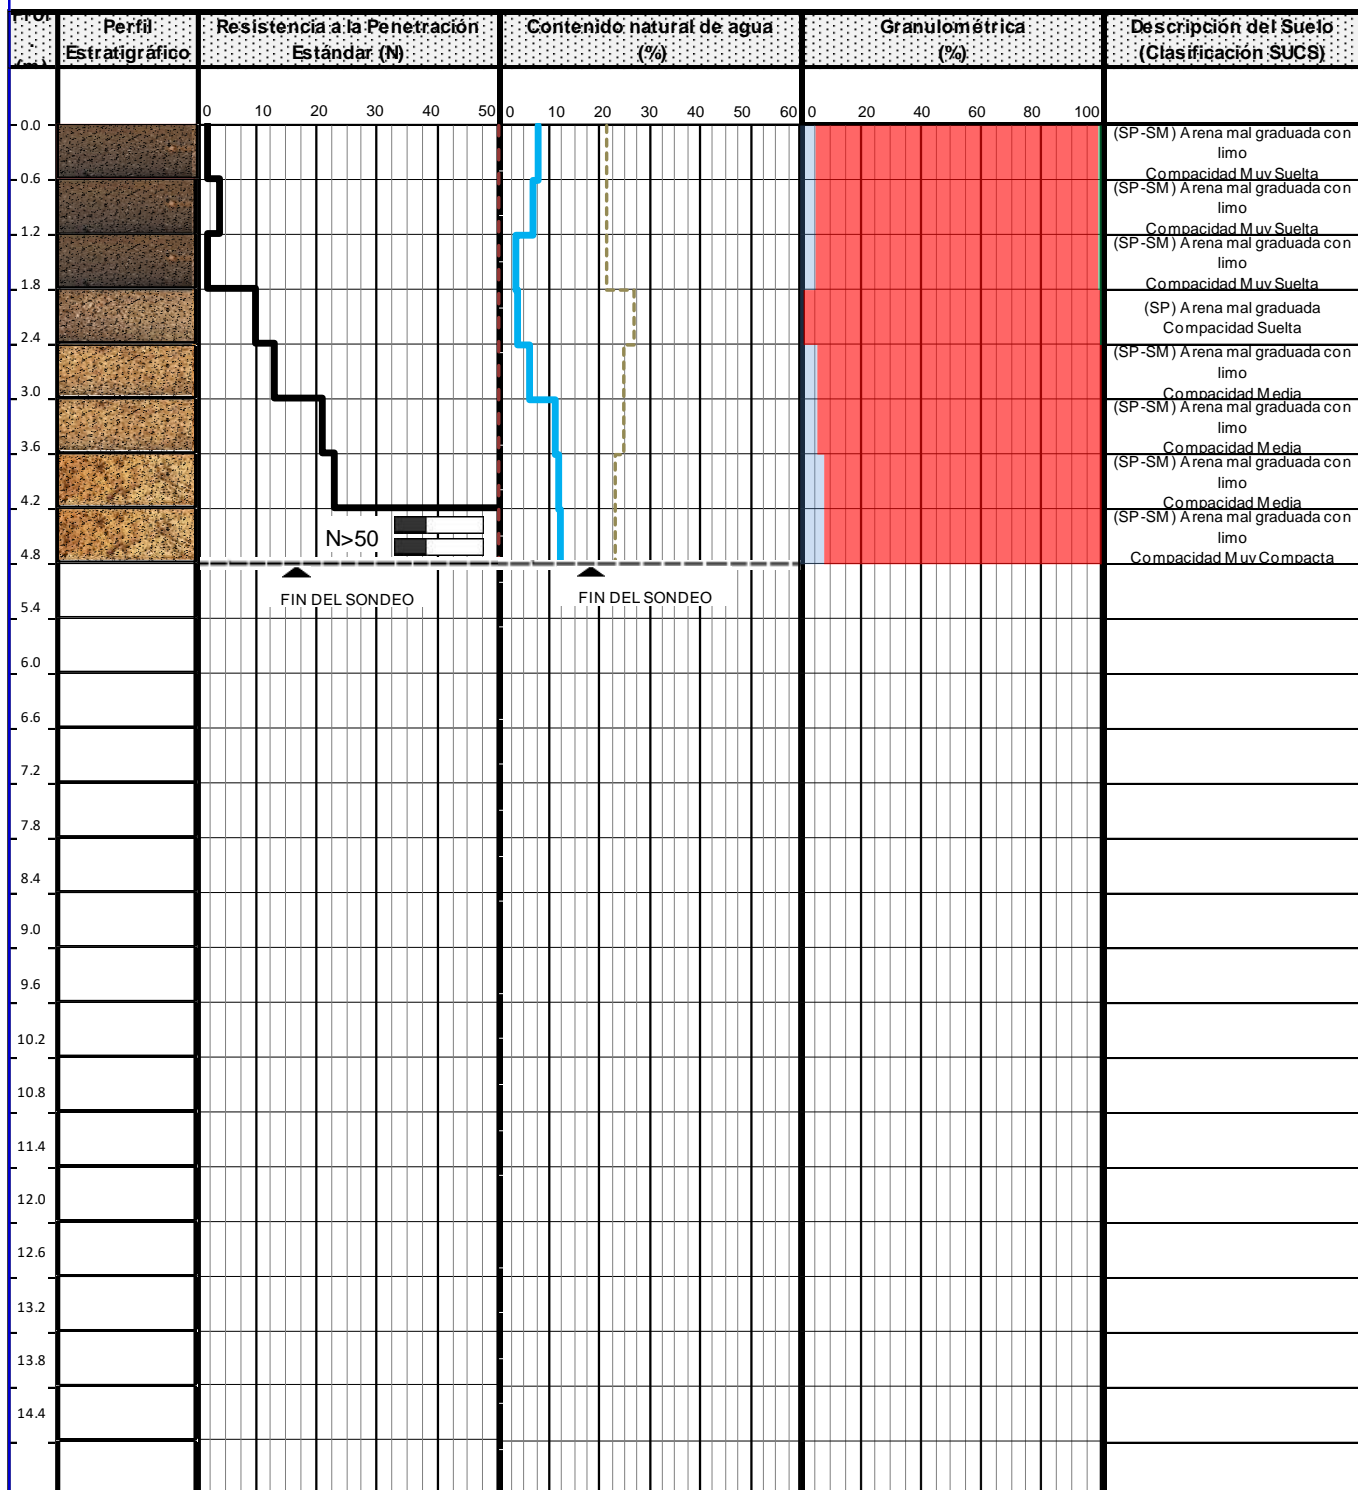 Perfil
Estratigráfico
Resistencia a la Penetración
Estándar (N)
Contenido natural de agua
(%)
Granulométrica
(%)
Descripción del Suelo
(Clasificación SUCS)
0 10 20 30 40 50
0 10 20 30 40 50 60
0 20 40 60 80 100
0.0
(SP-SM) Arena mal graduada con
limo
Compacidad Muy Suelta
0.6
(SP-SM) Arena mal graduada con
limo
Compacidad Muy Suelta
1.2
(SP-SM) Arena mal graduada con
limo
Compacidad Muy Suelta
1.8
(SP) Arena mal graduada
Compacidad Suelta
2.4
(SP-SM) Arena mal graduada con
limo
Compacidad Media
3.0
(SP-SM) Arena mal graduada con
limo
Compacidad Media
3.6
(SP-SM) Arena mal graduada con
limo
Compacidad Media
4.2
(SP-SM) Arena mal graduada con
limo
Compacidad Muy Compacta
N>50
4.8
FIN DEL SONDEO
FIN DEL SONDEO
5.4
6.0
6.6
7.2
7.8
8.4
9.0
9.6
10.2
10.8
11.4
12.0
12.6
13.2
13.8
14.4